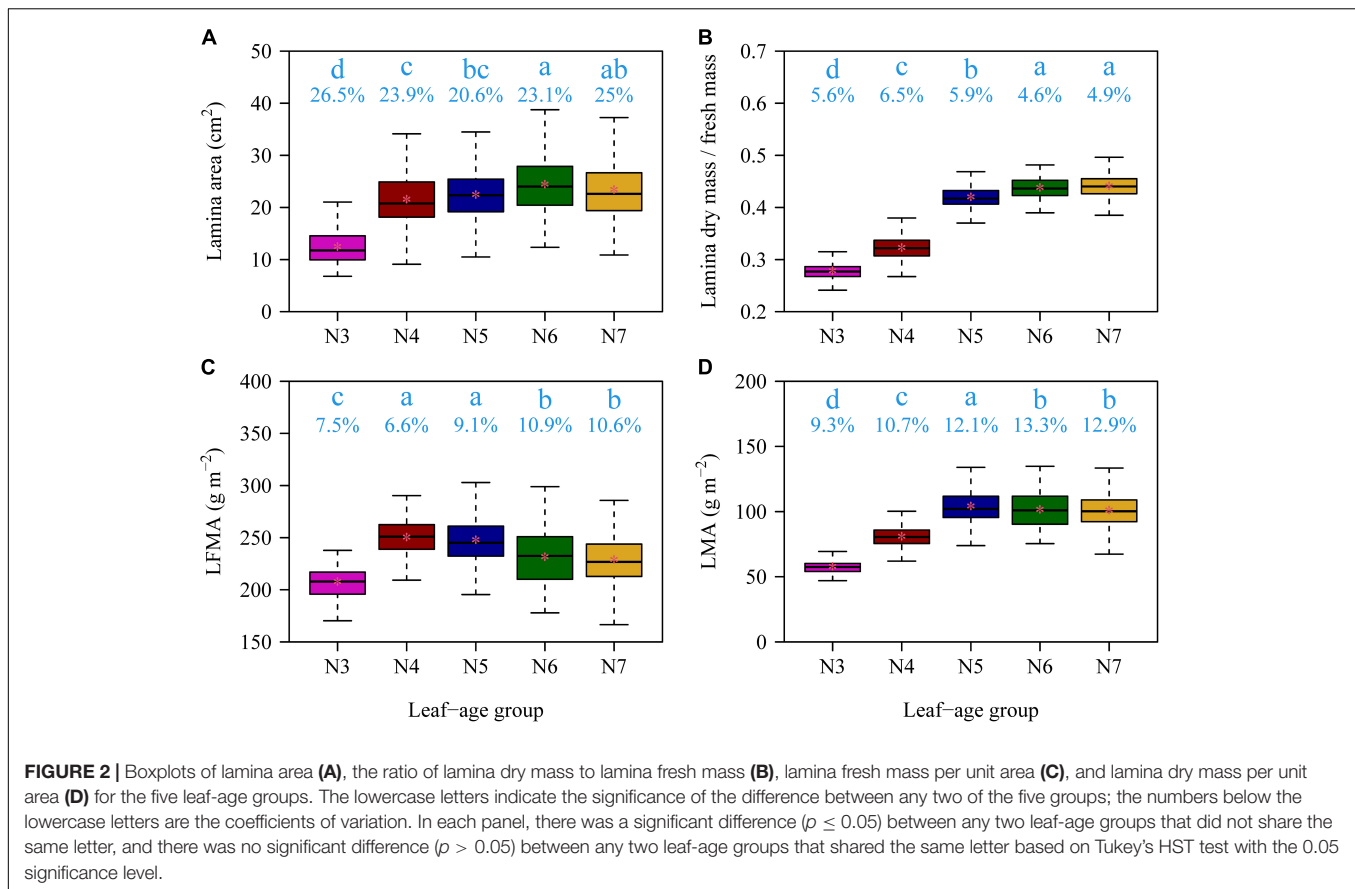 A
50
40
30
20
10
0
Lamina area (cm²)
d c bc a ab
26.5% 23.9% 20.6% 23.1% 25%
* * * * *
N3 N4 N5 N6 N7
B
0.7
0.6
0.5
0.4
0.3
0.2
Lamina dry mass / fresh mass
d c b a a
5.6% 6.5% 5.9% 4.6% 4.9%
* * * * *
N3 N4 N5 N6 N7
C
400
350
300
250
200
150
LFMA (g m⁻²)
c a a b b
7.5% 6.6% 9.1% 10.9% 10.6%
* * * * *
N3 N4 N5 N6 N7
Leaf−age group
D
200
150
100
50
0
LMA (g m⁻²)
d c a b b
9.3% 10.7% 12.1% 13.3% 12.9%
* * * * *
N3 N4 N5 N6 N7
Leaf−age group
FIGURE 2 | Boxplots of lamina area (A), the ratio of lamina dry mass to lamina fresh mass (B), lamina fresh mass per unit area (C), and lamina dry mass per unit
area (D) for the five leaf-age groups. The lowercase letters indicate the significance of the difference between any two of the five groups; the numbers below the
lowercase letters are the coefficients of variation. In each panel, there was a significant difference (p ≤ 0.05) between any two leaf-age groups that did not share the
same letter, and there was no significant difference (p > 0.05) between any two leaf-age groups that shared the same letter based on Tukey's HST test with the 0.05
significance level.